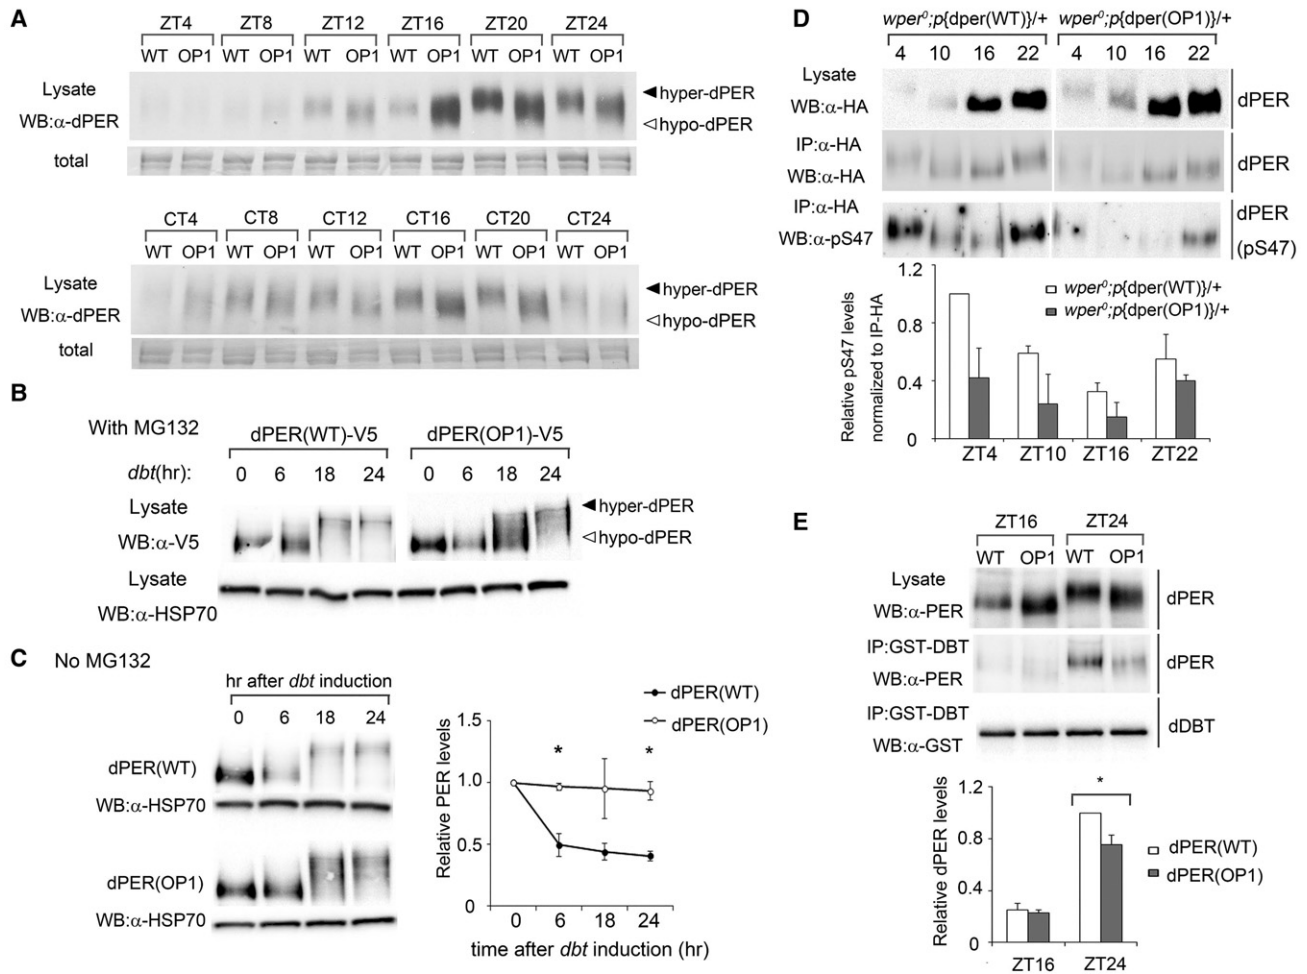 A
ZT4 ZT8 ZT12 ZT16 ZT20 ZT24
WT OP1 WT OP1 WT OP1 WT OP1 WT OP1 WT OP1
Lysate
WB:α-dPER
hyper-dPER
hypo-dPER
total
CT4 CT8 CT12 CT16 CT20 CT24
WT OP1 WT OP1 WT OP1 WT OP1 WT OP1 WT OP1
Lysate
WB:α-dPER
hyper-dPER
hypo-dPER
total
B
With MG132
dPER(WT)-V5 dPER(OP1)-V5
dbt(hr): 0 6 18 24 0 6 18 24
Lysate
WB:α-V5
hyper-dPER
hypo-dPER
Lysate
WB:α-HSP70
C
No MG132
hr after dbt induction
0 6 18 24
dPER(WT)
WB:α-HSP70
dPER(OP1)
WB:α-HSP70
dPER(WT)
dPER(OP1)
Relative PER levels
1.5
1.0
0.5
0
* *
0 6 18 24
time after dbt induction (hr)
D
wper⁰;p{dper(WT)}/+ wper⁰;p{dper(OP1)}/+
4 10 16 22 4 10 16 22
Lysate
WB:α-HA
dPER
IP:α-HA
WB:α-HA
dPER
IP:α-HA
WB:α-pS47
dPER
(pS47)
1.2
0.8
0.4
0
Relative pS47 levels
normalized to IP-HA
wper⁰;p{dper(WT)}/+
wper⁰;p{dper(OP1)}/+
ZT4 ZT10 ZT16 ZT22
E
ZT16 ZT24
WT OP1 WT OP1
Lysate
WB:α-PER
dPER
IP:GST-DBT
WB:α-PER
dPER
IP:GST-DBT
WB:α-GST
dDBT
Relative dPER levels
1.2
0.8
0.4
0
*
dPER(WT)
dPER(OP1)
ZT16 ZT24